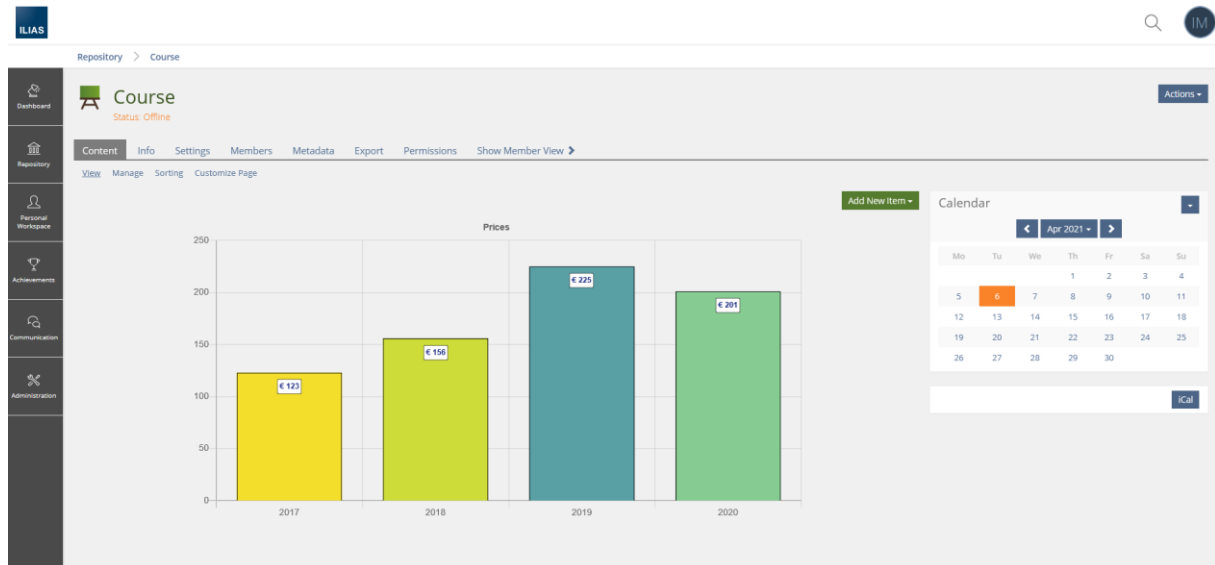 ILIAS
IM
Repository > Course
Dashboard
Repository
Personal
Workspace
Achievements
Communication
Administration
Course
Status: Offline
Actions
Content Info Settings Members Metadata Export Permissions Show Member View
View Manage Sorting Customize Page
Add New Item
Prices
250
200
150
100
50
0
€ 123
€ 156
€ 225
€ 201
2017 2018 2019 2020
Calendar
Apr 2021
Mo Tu We Th Fr Sa Su
1 2 3 4
5 6 7 8 9 10 11
12 13 14 15 16 17 18
19 20 21 22 23 24 25
26 27 28 29 30
iCal